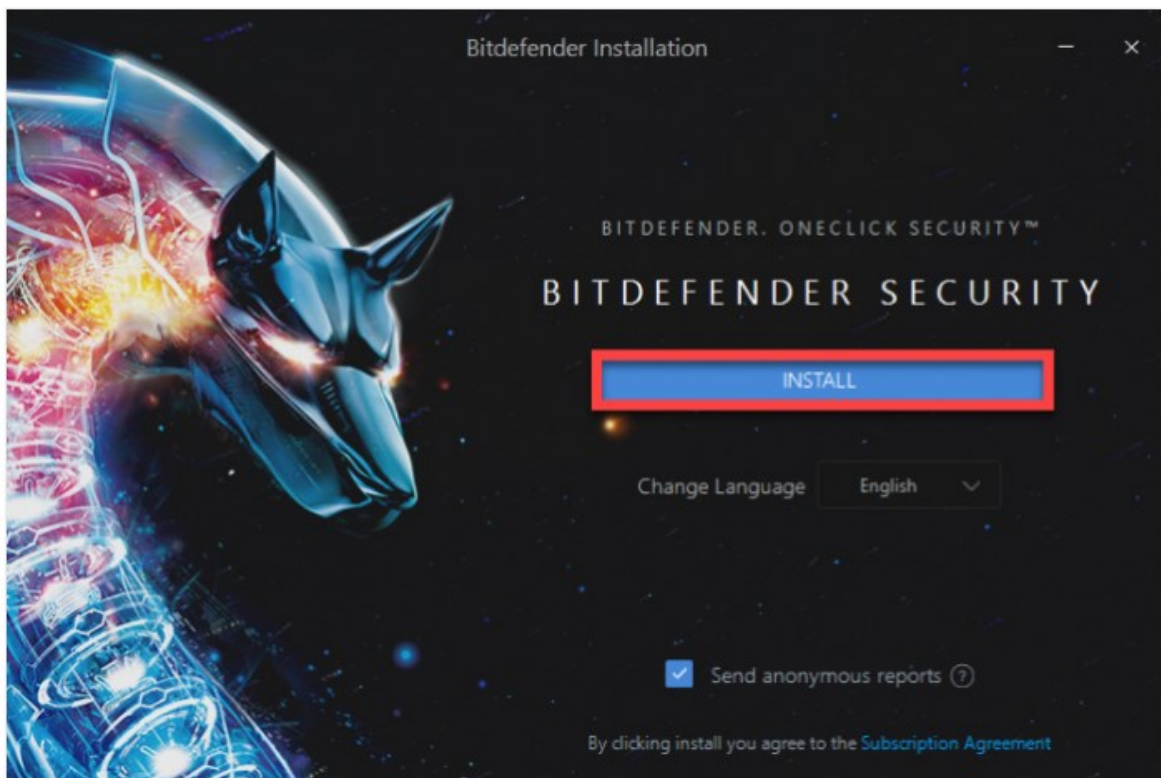 Bitdefender Installation
BITDEFENDER. ONECLICK SECURITY™
BITDEFENDER SECURITY
INSTALL
Change Language English
Send anonymous reports ?
By clicking install you agree to the Subscription Agreement